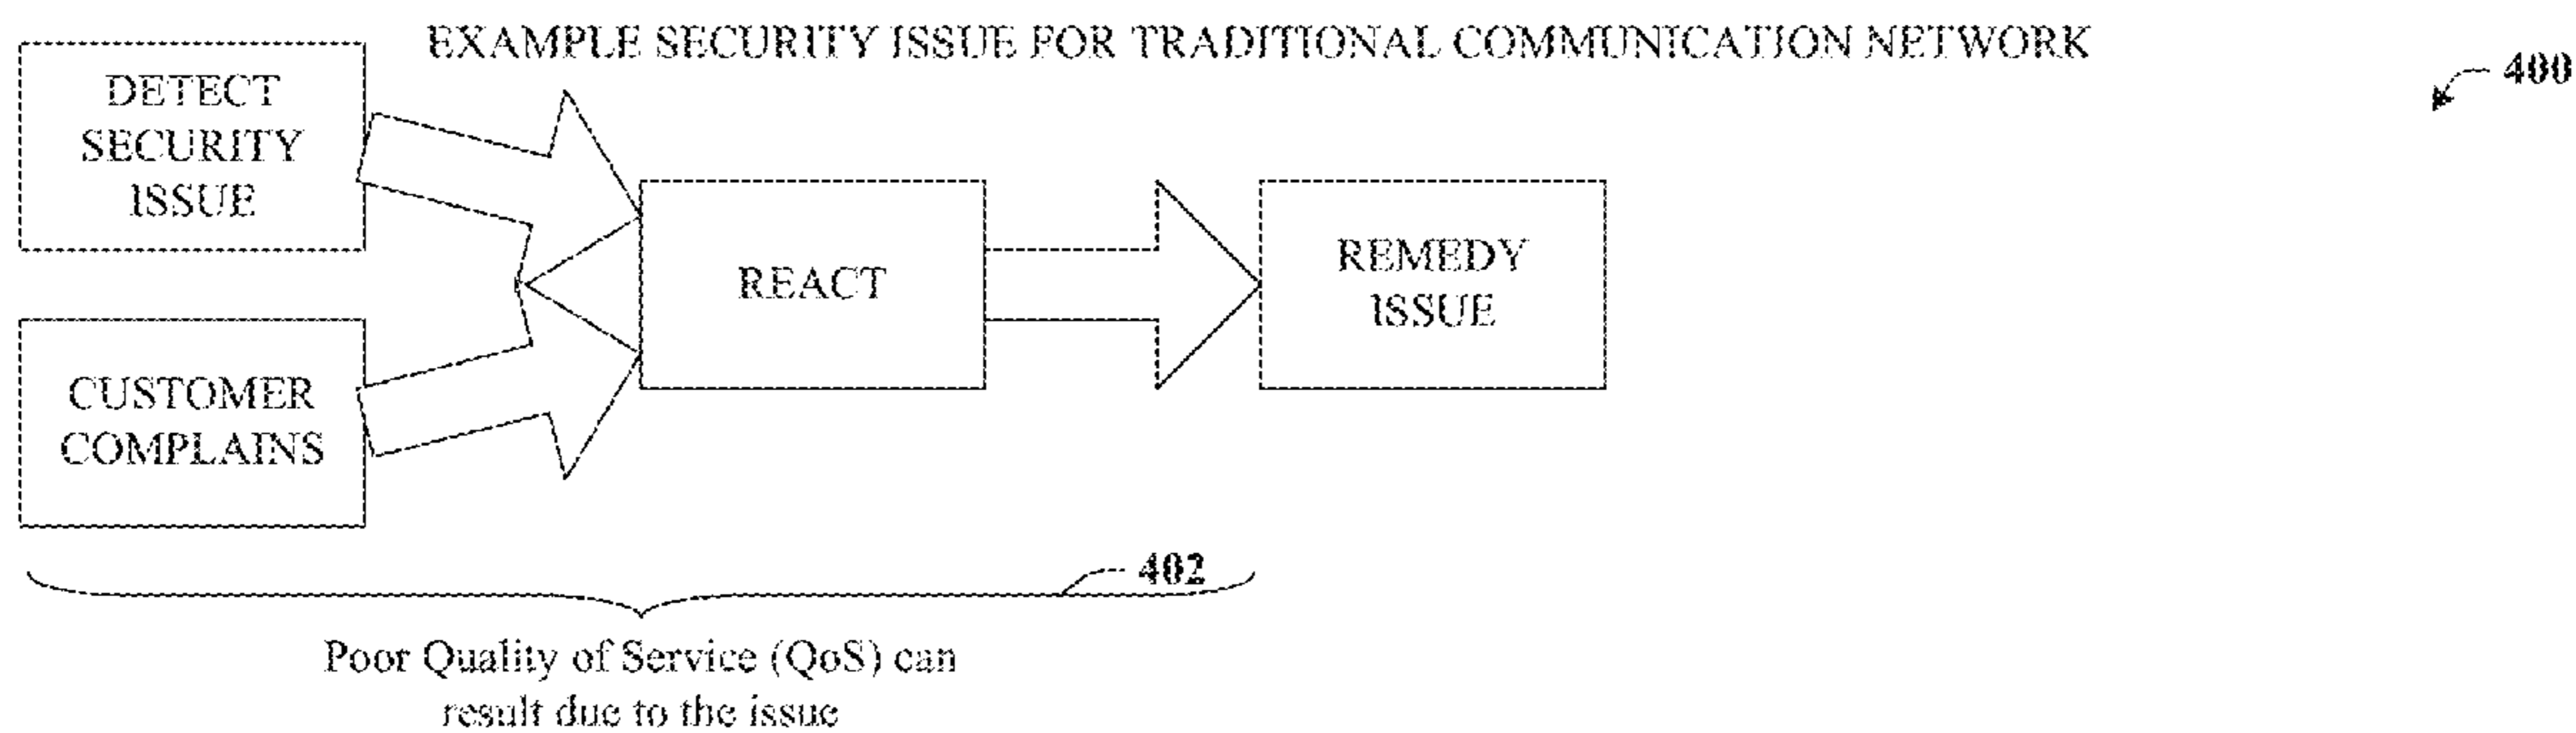 EXAMPLE SECURITY ISSUE FOR TRADITIONAL COMMUNICATION NETWORK
400
DETECT
SECURITY
ISSUE
CUSTOMER
COMPLAINS
REACT
REMEDY
ISSUE
402
Poor Quality of Service (QoS) can
result due to the issue